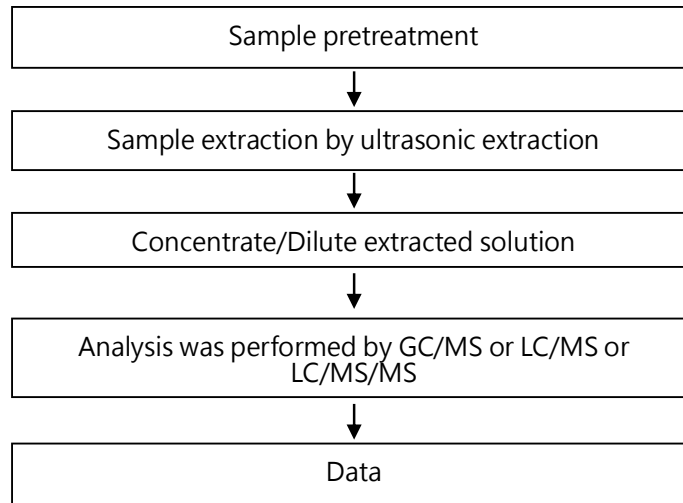 Sample pretreatment
Sample extraction by ultrasonic extraction
Concentrate/Dilute extracted solution
Analysis was performed by GC/MS or LC/MS or
LC/MS/MS
Data